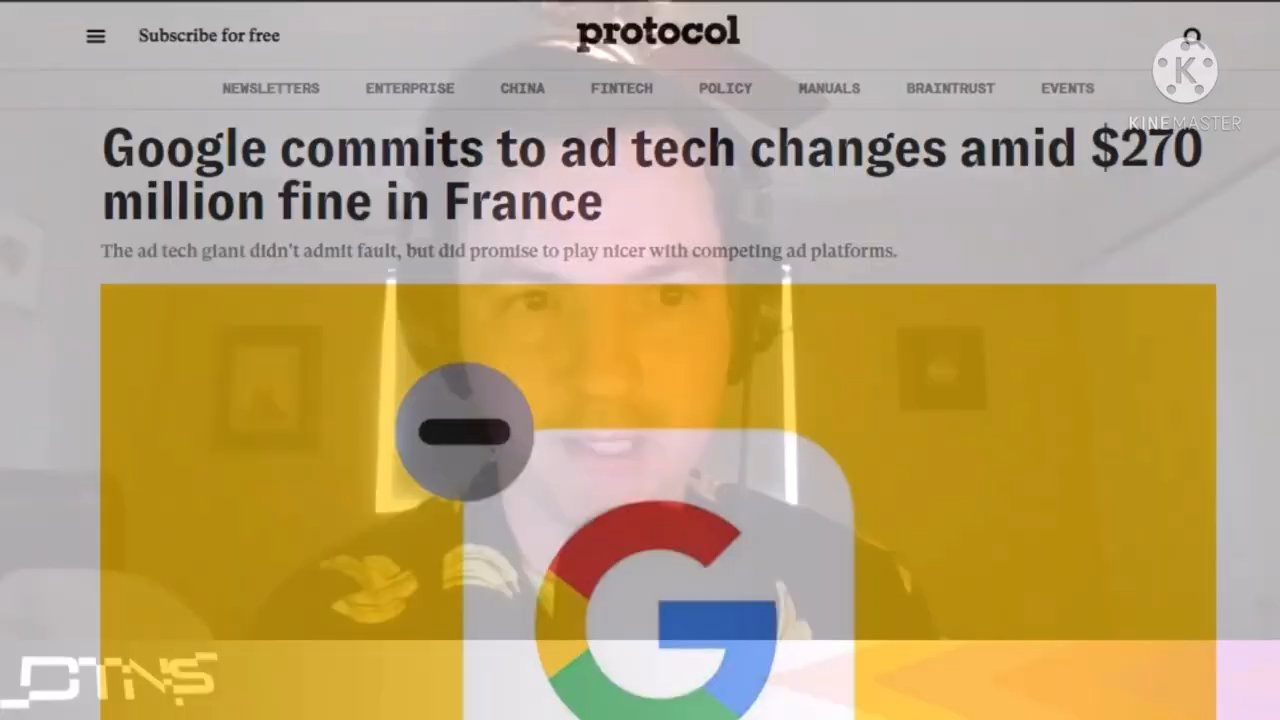 Subscribe for free
protocol
K
KINEMASTER
NEWSLETTERS ENTERPRISE CHINA FINTECH POLICY MANUALS BRAINTRUST EVENTS
Google commits to ad tech changes amid $270
million fine in France
The ad tech giant didn't admit fault, but did promise to play nicer with competing ad platforms.
G
DTNS